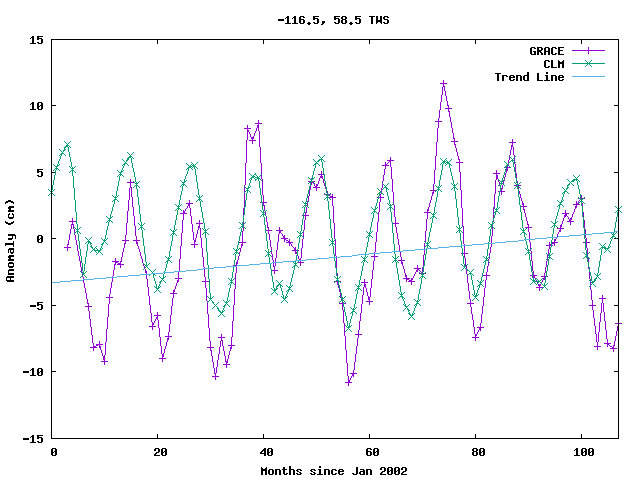 -116.5, 58.5 TWS
GRACE
CLM
Trend Line
15
10
5
0
-5
-10
-15
Anomaly (cm)
0 20 40 60 80 100
Months since Jan 2002